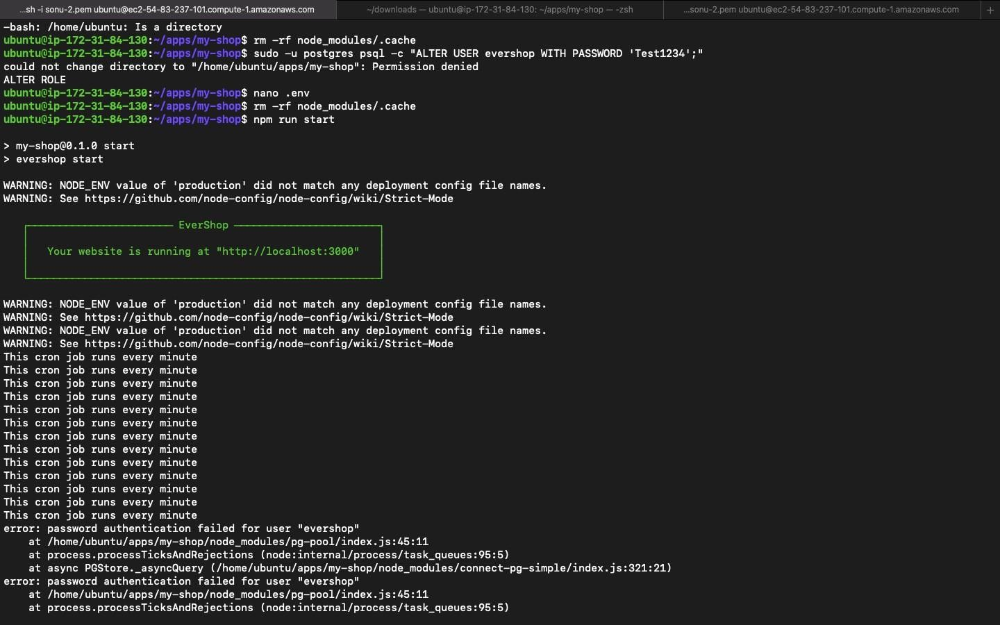 ...sh -i sonu-2.pem ubuntu@ec2-54-83-237-101.compute-1.amazonaws.com
~/downloads — ubuntu@ip-172-31-84-130: ~/apps/my-shop — -zsh
...sonu-2.pem ubuntu@ec2-54-83-237-101.compute-1.amazonaws.com
+
-bash: /home/ubuntu: Is a directory
ubuntu@ip-172-31-84-130:~/apps/my-shop$ rm -rf node_modules/.cache
ubuntu@ip-172-31-84-130:~/apps/my-shop$ sudo -u postgres psql -c "ALTER USER evershop WITH PASSWORD 'Test1234';"
could not change directory to "/home/ubuntu/apps/my-shop": Permission denied
ALTER ROLE
ubuntu@ip-172-31-84-130:~/apps/my-shop$ nano .env
ubuntu@ip-172-31-84-130:~/apps/my-shop$ rm -rf node_modules/.cache
ubuntu@ip-172-31-84-130:~/apps/my-shop$ npm run start
> my-shop@0.1.0 start
> evershop start
WARNING: NODE_ENV value of 'production' did not match any deployment config file names.
WARNING: See https://github.com/node-config/node-config/wiki/Strict-Mode
EverShop
Your website is running at "http://localhost:3000"
WARNING: NODE_ENV value of 'production' did not match any deployment config file names.
WARNING: See https://github.com/node-config/node-config/wiki/Strict-Mode
WARNING: NODE_ENV value of 'production' did not match any deployment config file names.
WARNING: See https://github.com/node-config/node-config/wiki/Strict-Mode
This cron job runs every minute
This cron job runs every minute
This cron job runs every minute
This cron job runs every minute
This cron job runs every minute
This cron job runs every minute
This cron job runs every minute
This cron job runs every minute
This cron job runs every minute
This cron job runs every minute
This cron job runs every minute
This cron job runs every minute
This cron job runs every minute
error: password authentication failed for user "evershop"
at /home/ubuntu/apps/my-shop/node_modules/pg-pool/index.js:45:11
at process.processTicksAndRejections (node:internal/process/task_queues:95:5)
at async PGStore._asyncQuery (/home/ubuntu/apps/my-shop/node_modules/connect-pg-simple/index.js:321:21)
error: password authentication failed for user "evershop"
at /home/ubuntu/apps/my-shop/node_modules/pg-pool/index.js:45:11
at process.processTicksAndRejections (node:internal/process/task_queues:95:5)